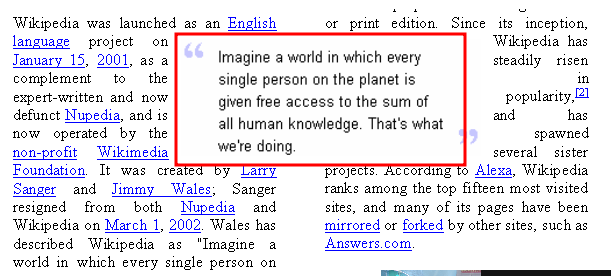 Wikipedia was launched as an English
language project on
January 15, 2001, as a
complement to the
expert-written and now
defunct Nupedia, and is
now operated by the
non-profit Wikimedia
Foundation. It was created by Larry
Sanger and Jimmy Wales; Sanger
resigned from both Nupedia and
Wikipedia on March 1, 2002. Wales has
described Wikipedia as "Imagine a
world in which every single person on
“
Imagine a world in which every
single person on the planet is
given free access to the sum of
all human knowledge. That's what
we're doing.
”
or print edition. Since its inception,
Wikipedia has
steadily risen
in
popularity,[2]
and has
spawned
several sister
projects. According to Alexa, Wikipedia
ranks among the top fifteen most visited
sites, and many of its pages have been
mirrored or forked by other sites, such as
Answers.com.